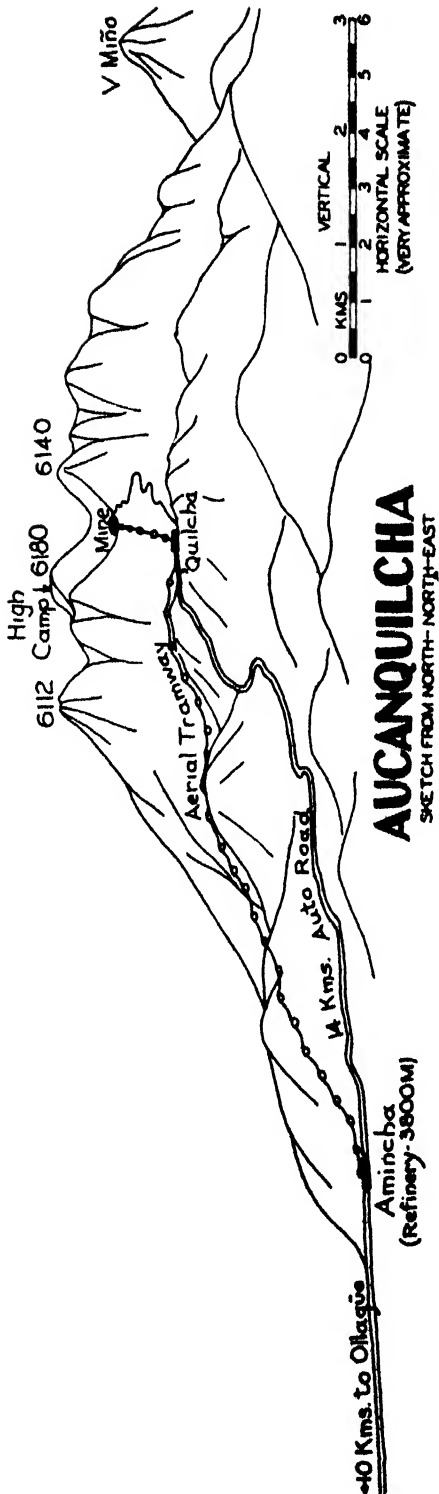 High
Camp
6112
6180
6140
V Miño
Mine
Aerial Tramway
Quilcha
14 Kms. Auto Road
Amincha
(Refinery-3800M)
40 Kms. to Ollagüe
AUCANQUILCHA
SKETCH FROM NORTH-NORTH-EAST
KMS VERTICAL
0 1 2 3
0 1 2 3 4 5 6
HORIZONTAL SCALE
(VERY APPROXIMATE)